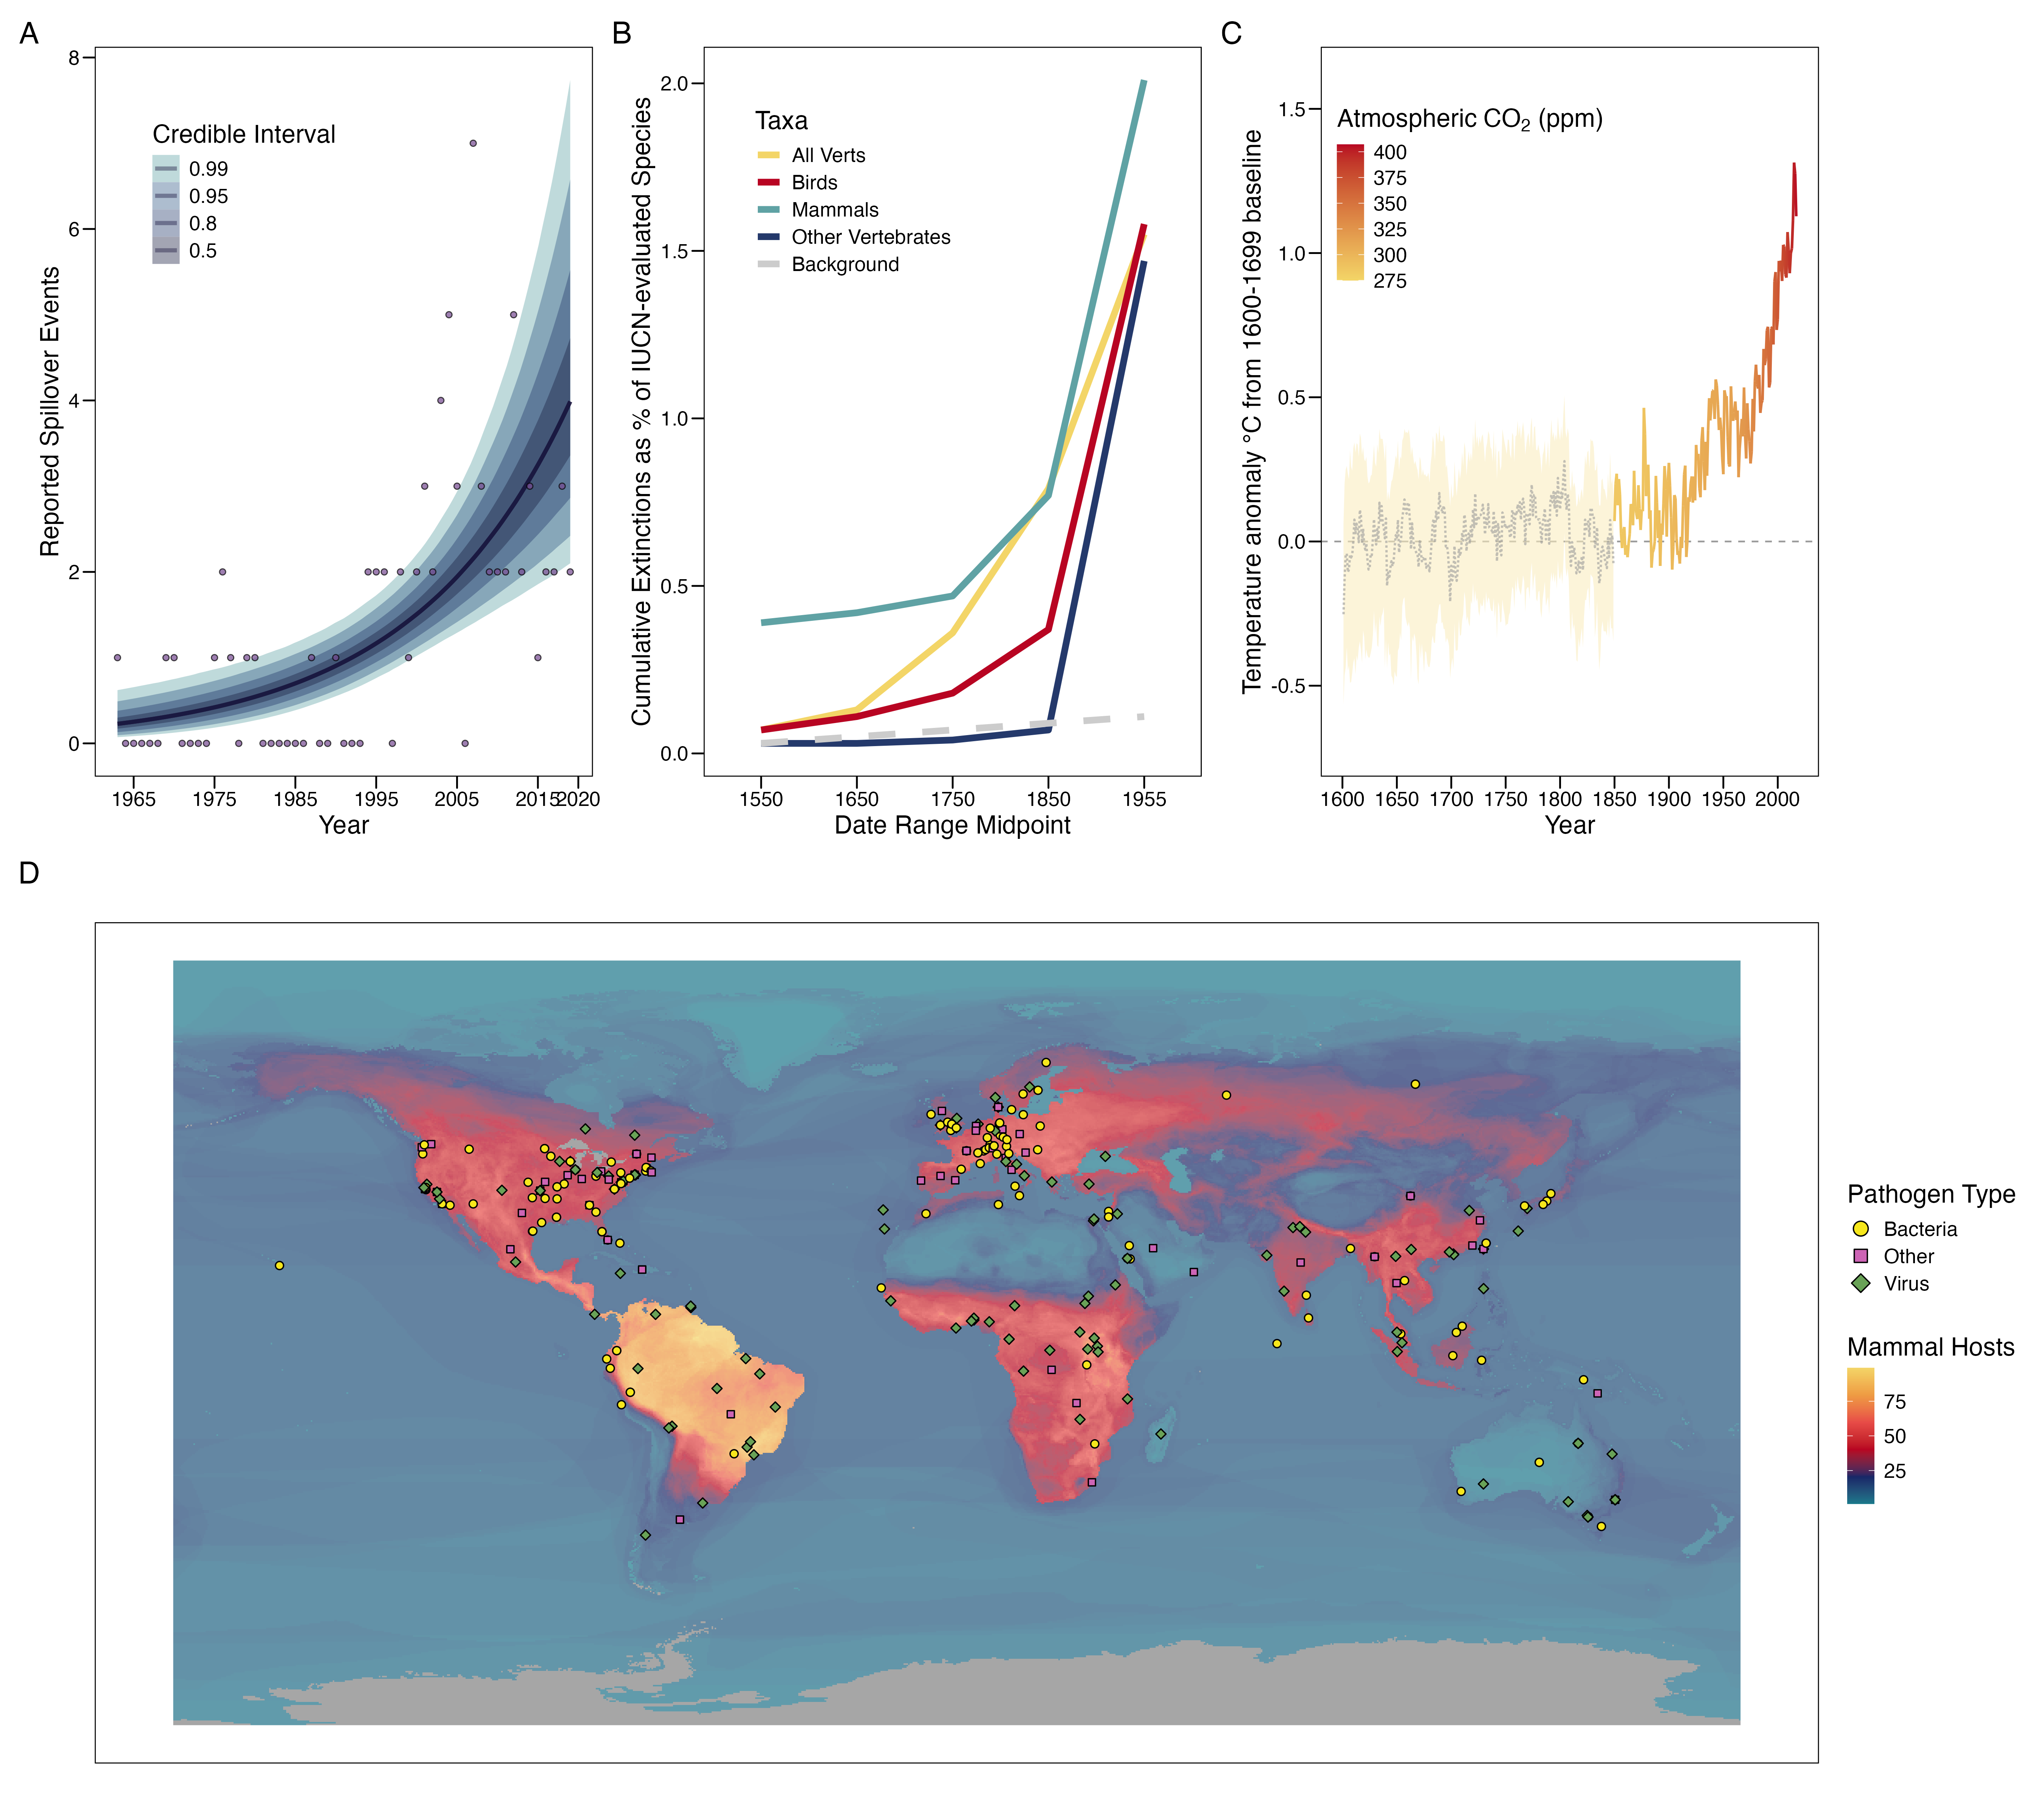 A
B
C
8
6
4
2
0
Reported Spillover Events
Credible Interval
0.99
0.95
0.8
0.5
1965 1975 1985 1995 2005 2015 2020
Year
2.0
1.5
1.0
0.5
0.0
Cumulative Extinctions as % of IUCN-evaluated Species
Taxa
All Verts
Birds
Mammals
Other Vertebrates
Background
1550 1650 1750 1850 1955
Date Range Midpoint
1.5
1.0
0.5
0.0
-0.5
Temperature anomaly °C from 1600-1699 baseline
Atmospheric CO₂ (ppm)
400
375
350
325
300
275
1600 1650 1700 1750 1800 1850 1900 1950 2000
Year
D
Pathogen Type
Bacteria
Other
Virus
Mammal Hosts
75
50
25